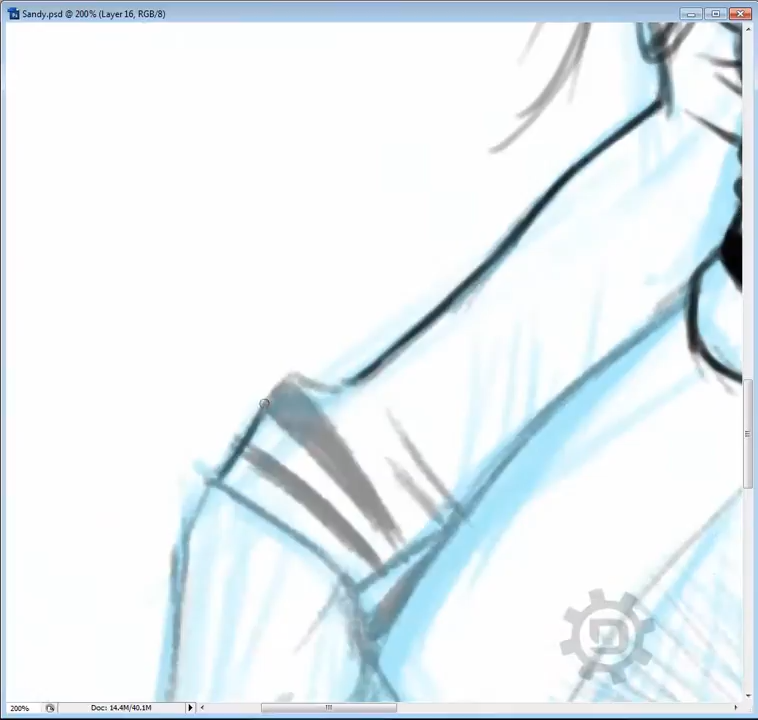 Sandy.psd @ 200% (Layer 16, RGB/8)
200%
Doc: 14.4M/40.1M